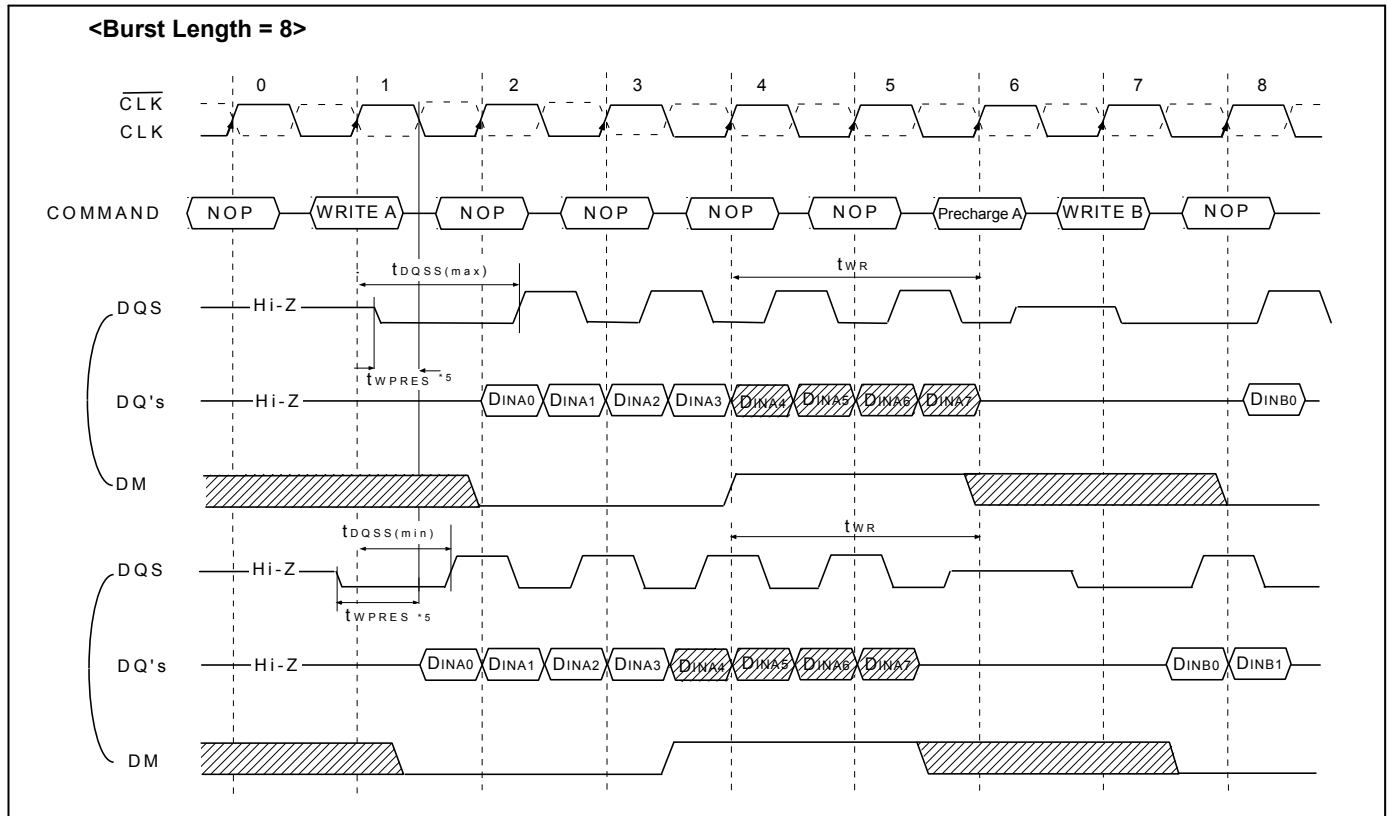 <Burst Length = 8>
0 1 2 3 4 5 6 7 8
CLK
CLK
COMMAND NOP WRITE A NOP NOP NOP NOP Precharge A WRITE B NOP
tDQSS(max) tWR
DQS Hi-Z
tWPRES *5
DQ's Hi-Z DINA0 DINA1 DINA2 DINA3 DINA4 DINA5 DINA6 DINA7 DINB0
DM
tDQSS(min) tWR
DQS Hi-Z
tWPRES *5
DQ's Hi-Z DINA0 DINA1 DINA2 DINA3 DINA4 DINA5 DINA6 DINA7 DINB0 DINB1
DM